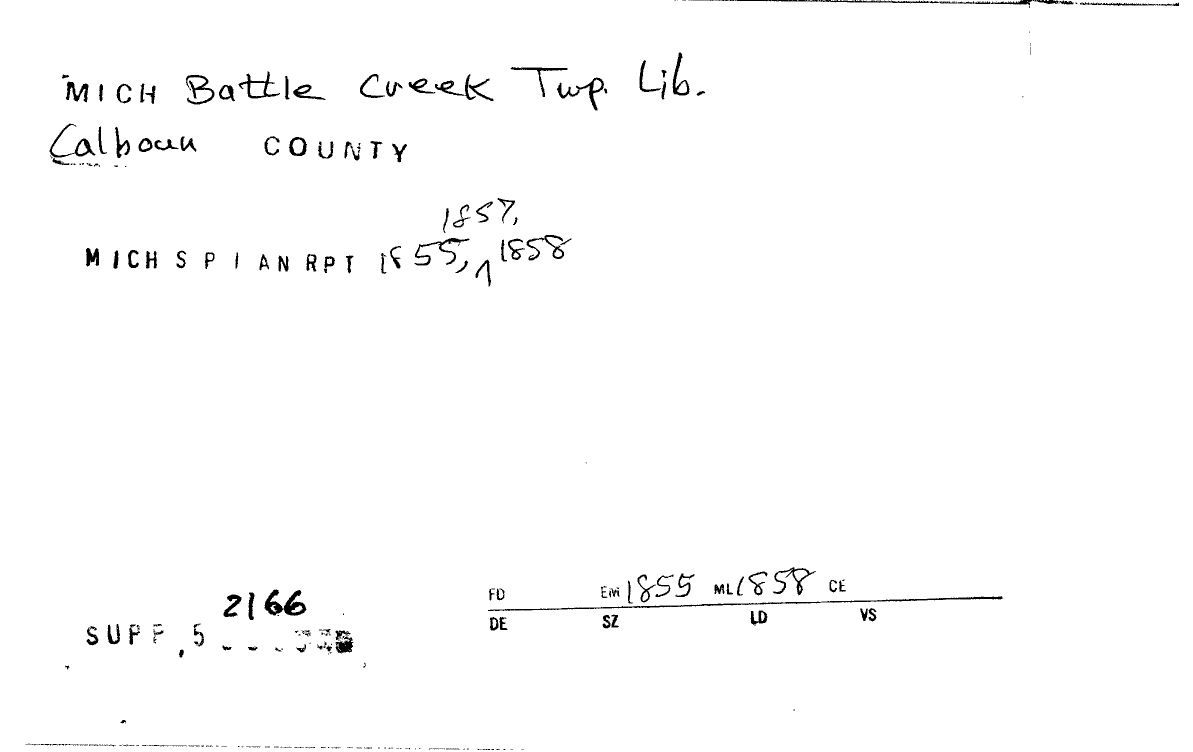 MICH Battle Creek Twp. Lib.
Calhoun COUNTY
1857,
MICH S P I AN RPT 1855, ^ 1858
2166
SUPP,5
FD EM 1855 ML 1858 CE
DE SZ LD VS